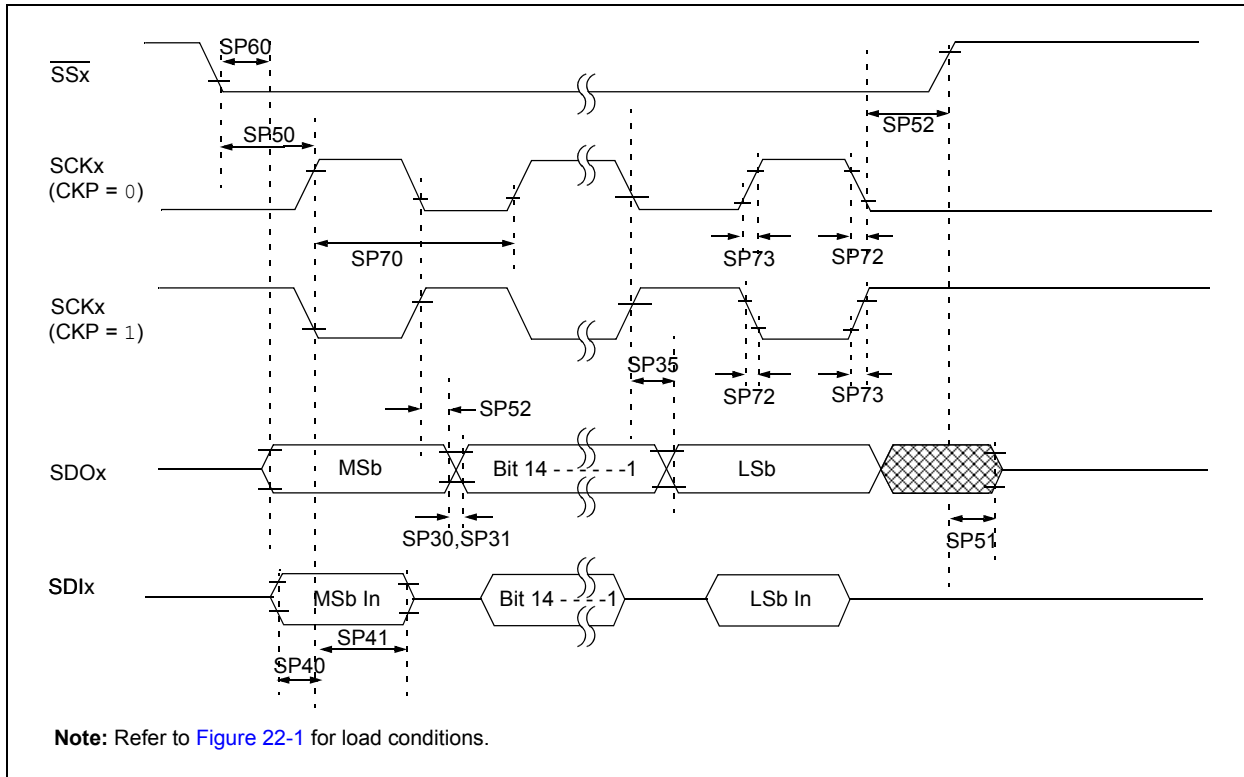 SP60
SSx
SP50
SP52
SCKx
(CKP = 0)
SP70
SP73
SP72
SCKx
(CKP = 1)
SP35
SP72
SP73
SP52
SDOx
MSb
Bit 14 - - - - - -1
LSb
SP30,SP31
SP51
SDIx
MSb In
Bit 14 - - - - -1
LSb In
SP41
SP40
Note: Refer to Figure 22-1 for load conditions.